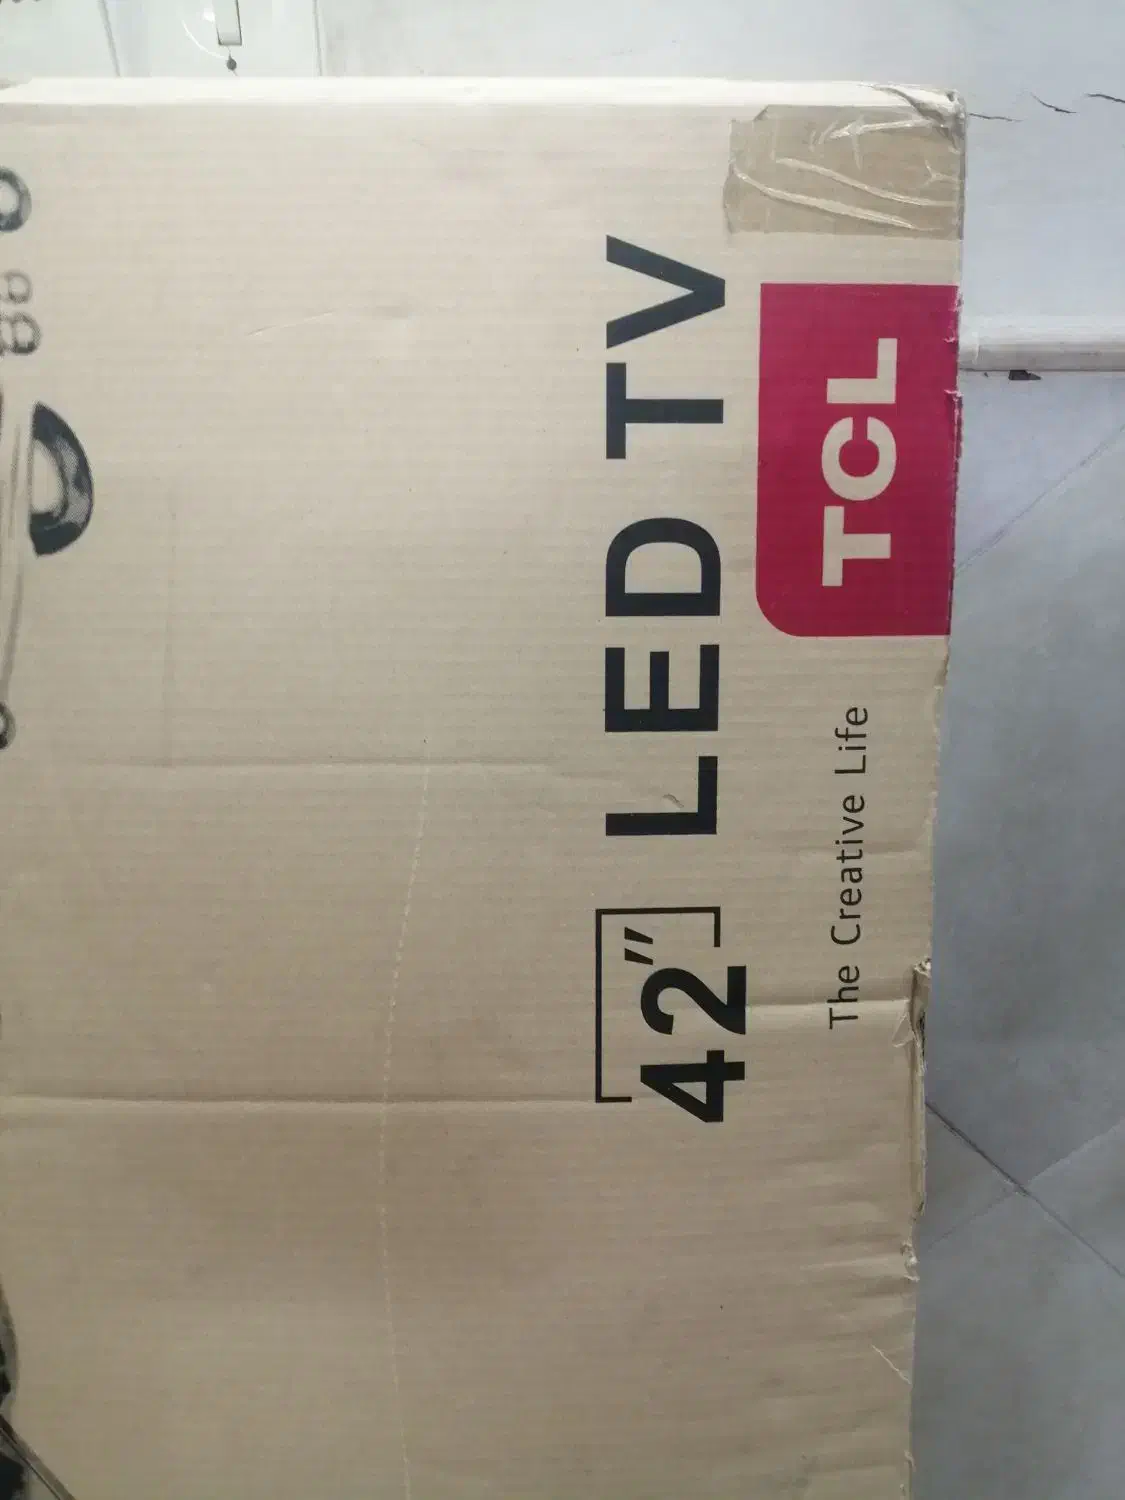 42" LED TV
TCL
The Creative Life